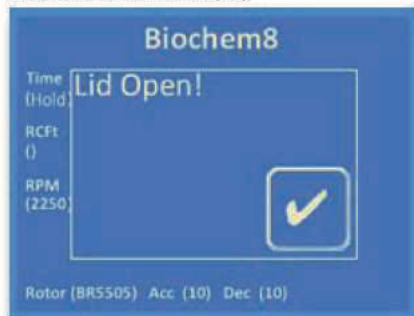 Biochem8
Time
(Hold)
Lid Open!
RCFt
()
RPM
(2250)
Rotor (BR5505) Acc (10) Dec (10)